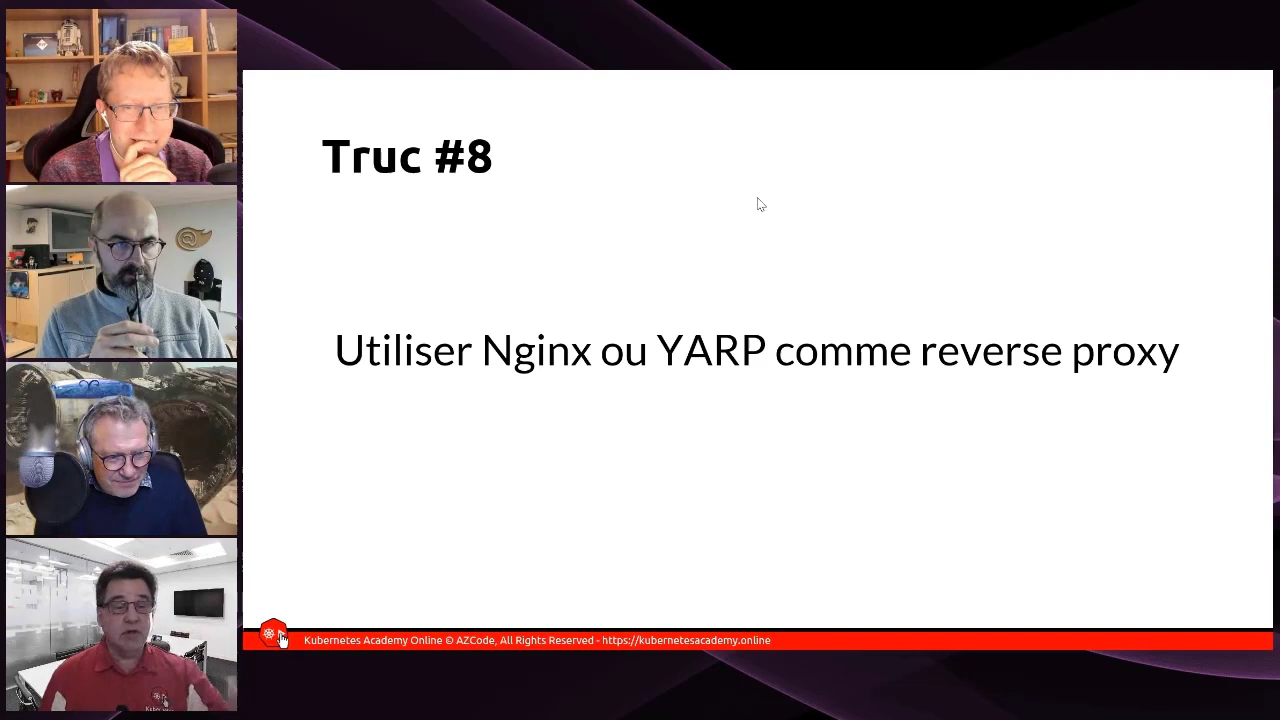 Truc #8
Utiliser Nginx ou YARP comme reverse proxy
Kubernetes Academy Online © AZCode, All Rights Reserved - https://kubernetesacademy.online